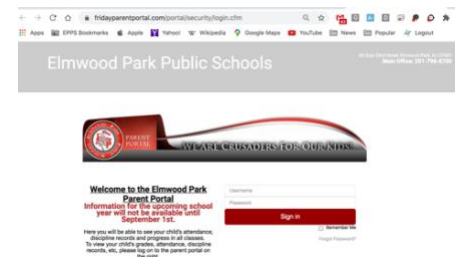 fridayparentportal.com/portal/security/login.cfm
Apps EPPS Bookmarks Apple Yahoo! Wikipedia Google Maps YouTube News Popular Logout
Elmwood Park Public Schools
Main Office: 201-796-8700
PARENT
PORTAL
WE ARE CRUSADERS FOR OUR KIDS!
Welcome to the Elmwood Park
Parent Portal
Information for the upcoming school
year will not be available until
September 1st.
Here you will be able to see your child's attendance,
discipline records and progress in all classes.
To view your child's grades, attendance, discipline
records, etc, please log on to the parent portal on
the right
Username
Password
Sign in
Remember Me
Forgot Password?